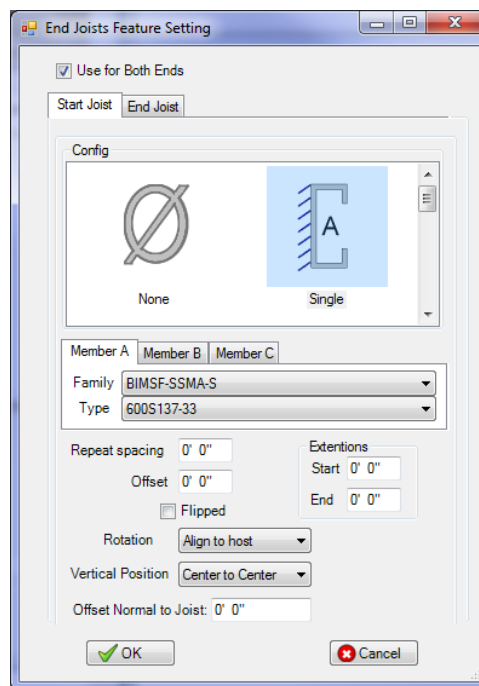 End Joists Feature Setting
Use for Both Ends
Start Joist End Joist
Config
A
None Single
Member A Member B Member C
Family BIMSF-SSMA-S
Type 600S137-33
Repeat spacing 0' 0" Extentions
Start 0' 0"
Offset 0' 0"
End 0' 0"
Flipped
Rotation Align to host
Vertical Position Center to Center
Offset Normal to Joist: 0' 0"
OK Cancel